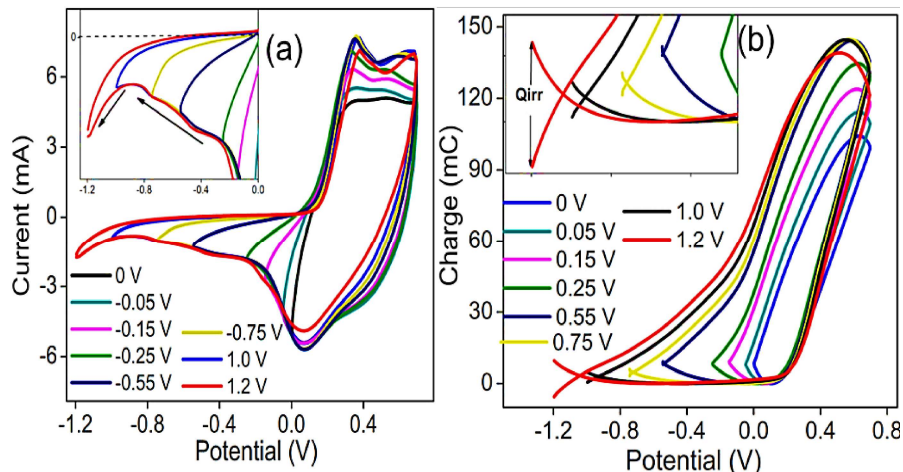 (a)
0
-1.2 -0.8 -0.4 0.0
Current (mA)
6
3
0
-3
-6
0 V
-0.05 V
-0.15 V
-0.25 V
-0.55 V
-0.75 V
1.0 V
1.2 V
-1.2 -0.8 -0.4 0.0 0.4
Potential (V)
(b)
Qirr
Charge (mC)
150
120
90
60
30
0
0 V
0.05 V
0.15 V
0.25 V
0.55 V
0.75 V
1.0 V
1.2 V
-1.2 -0.8 -0.4 0.0 0.4 0.8
Potential (V)